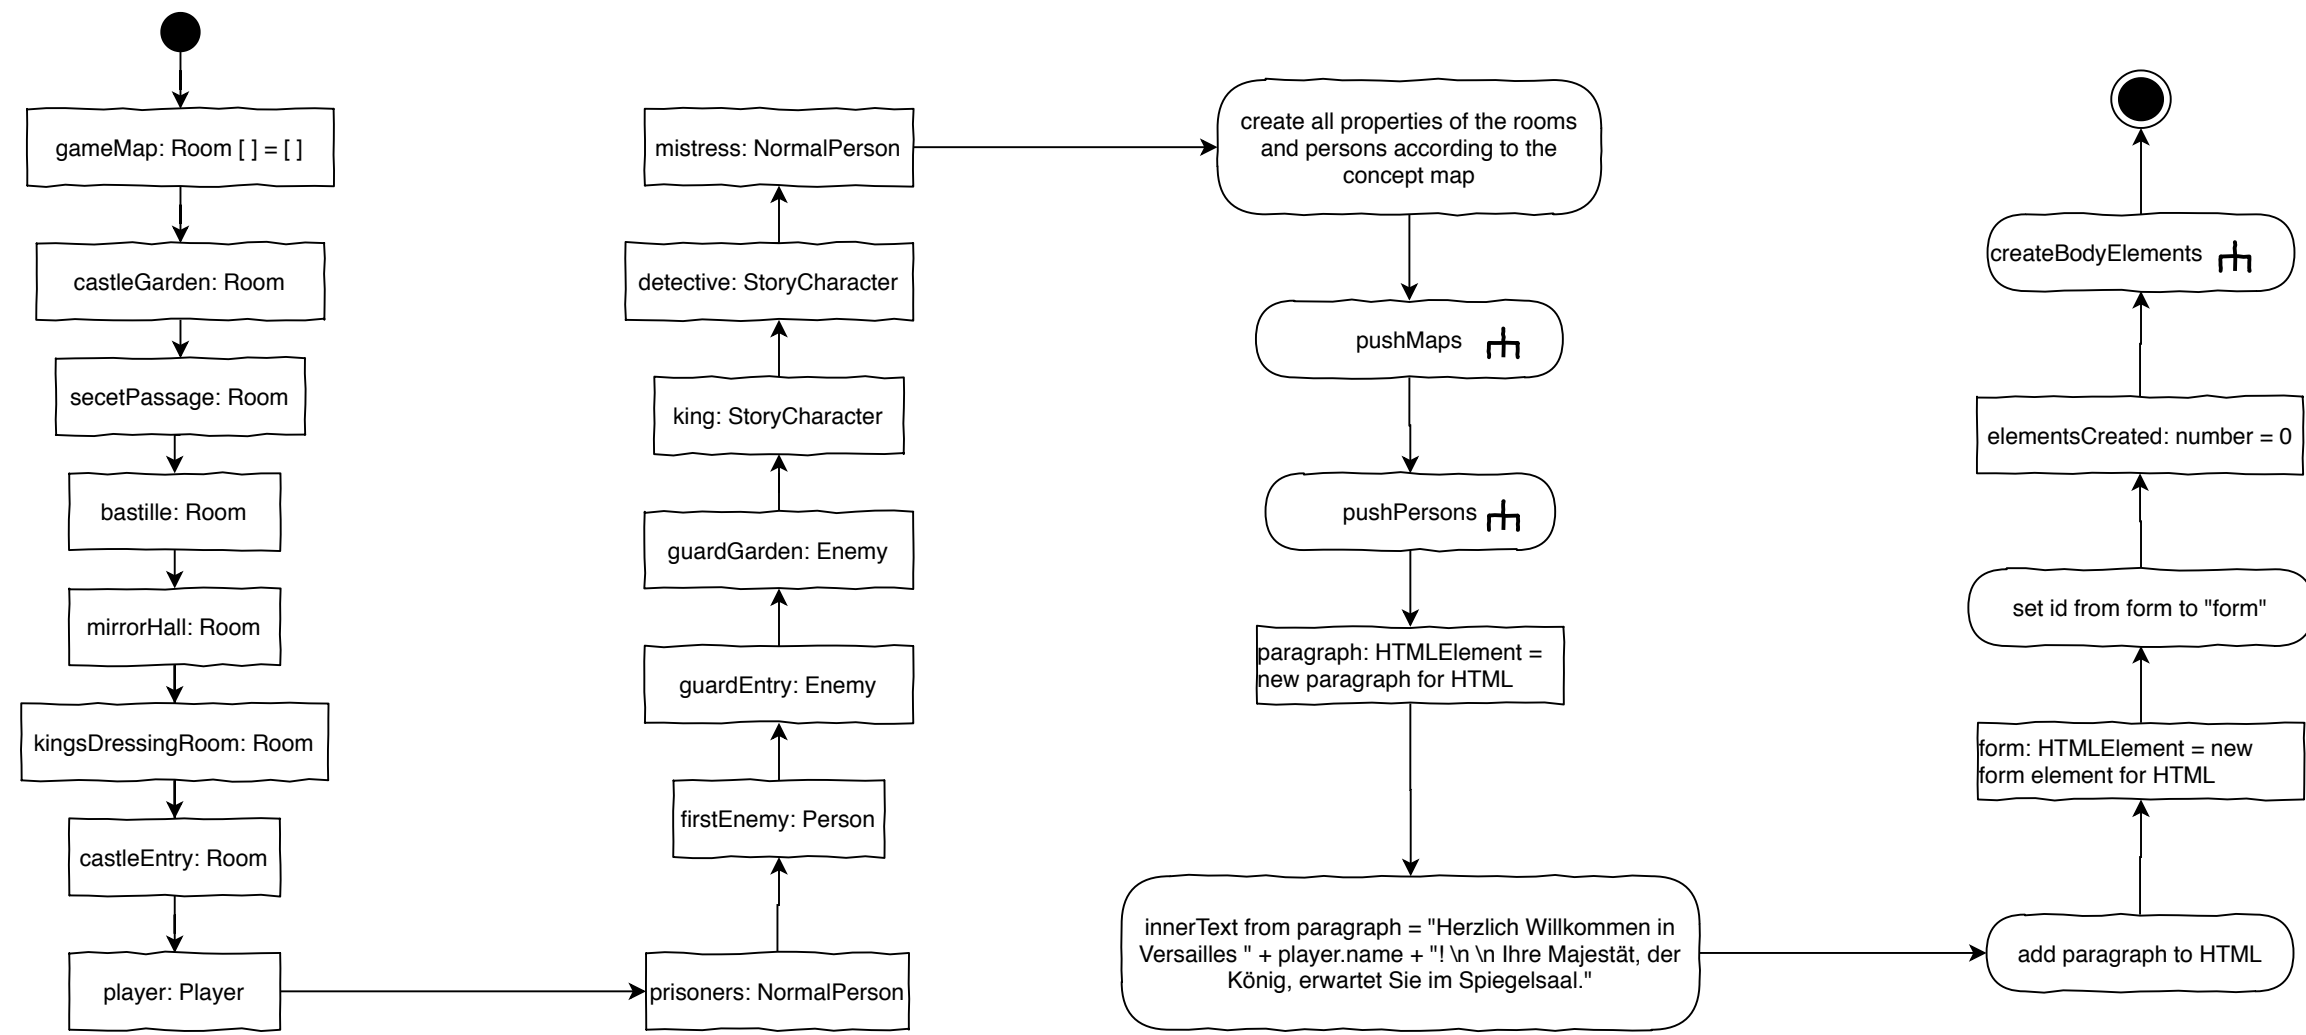 gameMap: Room [ ] = [ ]
castleGarden: Room
secetPassage: Room
bastille: Room
mirrorHall: Room
kingsDressingRoom: Room
castleEntry: Room
player: Player
prisoners: NormalPerson
firstEnemy: Person
guardEntry: Enemy
guardGarden: Enemy
king: StoryCharacter
detective: StoryCharacter
mistress: NormalPerson
create all properties of the rooms
and persons according to the
concept map
pushMaps
pushPersons
paragraph: HTMLElement =
new paragraph for HTML
innerText from paragraph = "Herzlich Willkommen in
Versailles " + player.name + "! \n \n Ihre Majestät, der
König, erwartet Sie im Spiegelsaal."
add paragraph to HTML
form: HTMLElement = new
form element for HTML
set id from form to "form"
elementsCreated: number = 0
createBodyElements